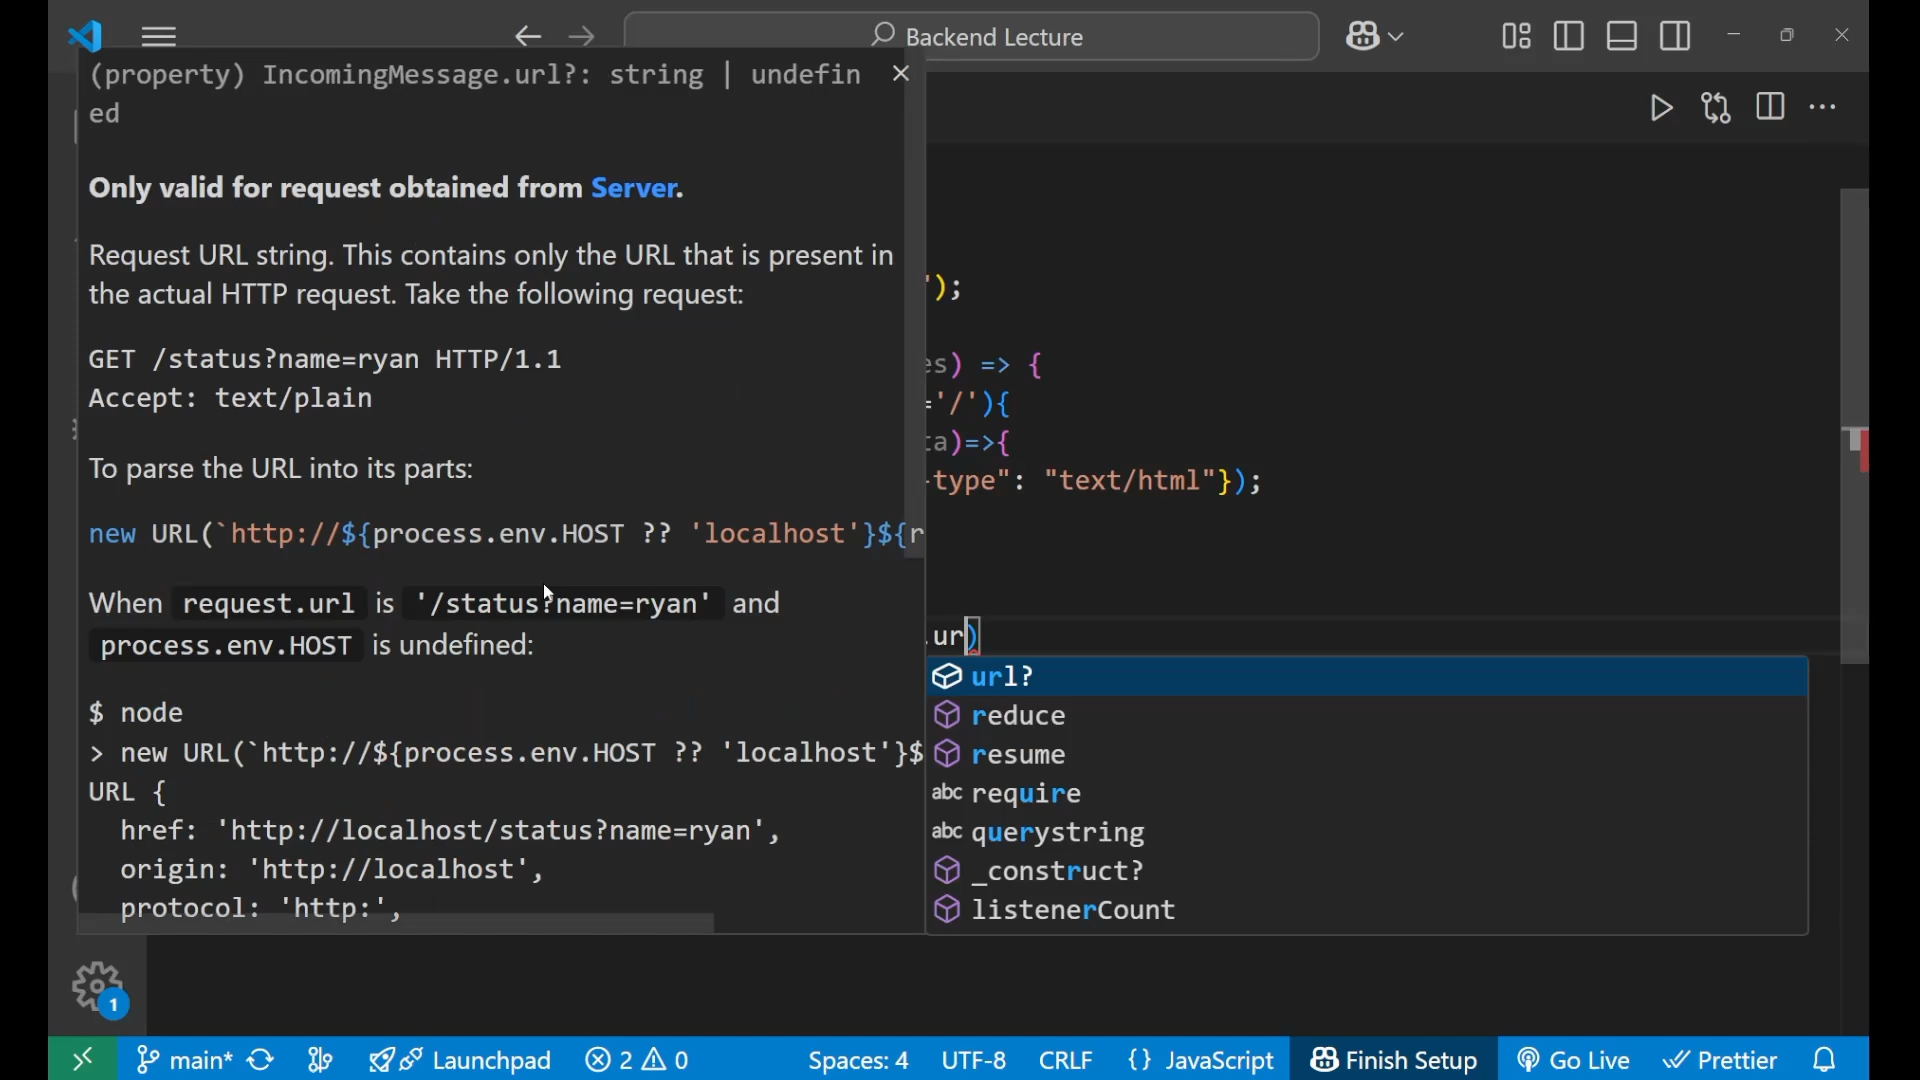 Backend Lecture
(property) IncomingMessage.url?: string | undefin
ed
Only valid for request obtained from Server.
Request URL string. This contains only the URL that is present in
the actual HTTP request. Take the following request:
GET /status?name=ryan HTTP/1.1
Accept: text/plain
To parse the URL into its parts:
new URL(`http://${process.env.HOST ?? 'localhost'}${r
When request.url is '/status?name=ryan' and
process.env.HOST is undefined:
$ node
> new URL(`http://${process.env.HOST ?? 'localhost'}$
URL {
href: 'http://localhost/status?name=ryan',
origin: 'http://localhost',
protocol: 'http:',
');
es) => {
='/'){
ta)=>{
-type": "text/html"});
.ur)
url?
reduce
resume
abc require
abc querystring
_construct?
listenerCount
1
main* Launchpad 2 0 Spaces: 4 UTF-8 CRLF {} JavaScript Finish Setup Go Live Prettier